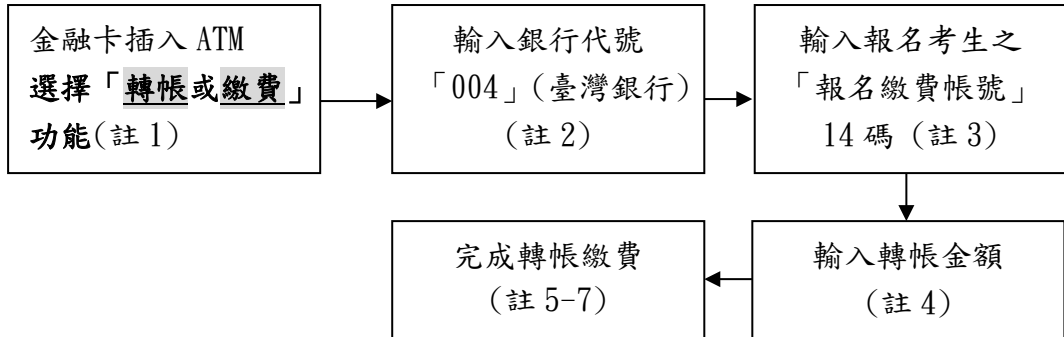 金融卡插入 ATM
選擇「轉帳或繳費」
功能(註 1)
輸入銀行代號
「004」(臺灣銀行)
(註 2)
輸入報名考生之
「報名繳費帳號」
14 碼 (註 3)
輸入轉帳金額
(註 4)
完成轉帳繳費
(註 5-7)